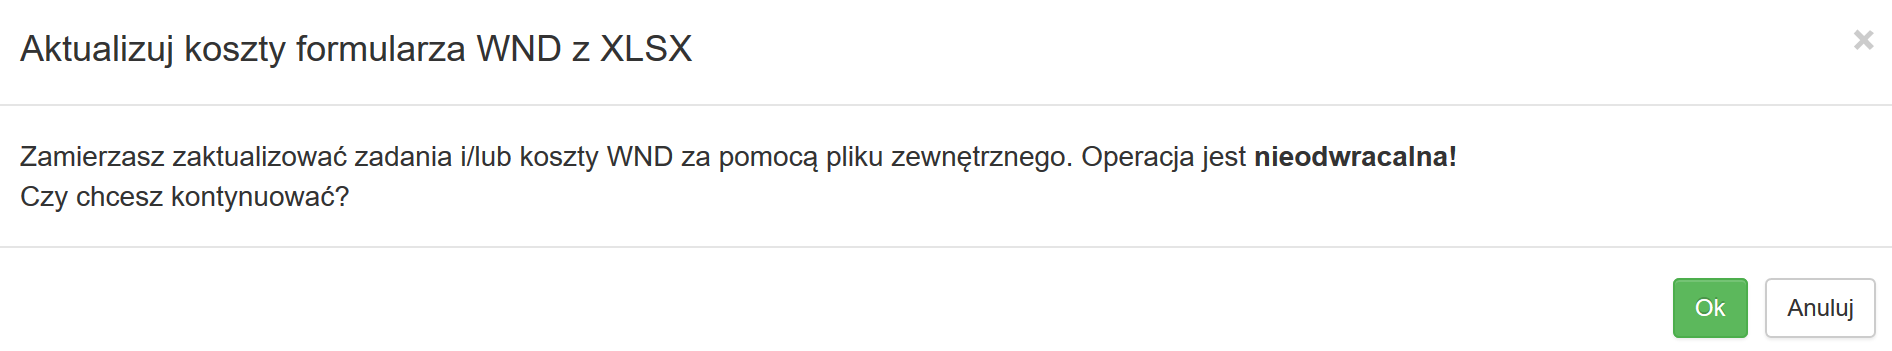 Aktualizuj koszty formularza WND z XLSX
×
Zamierzasz zaktualizować zadania i/lub koszty WND za pomocą pliku zewnętrznego. Operacja jest nieodwracalna!
Czy chcesz kontynuować?
Ok
Anuluj